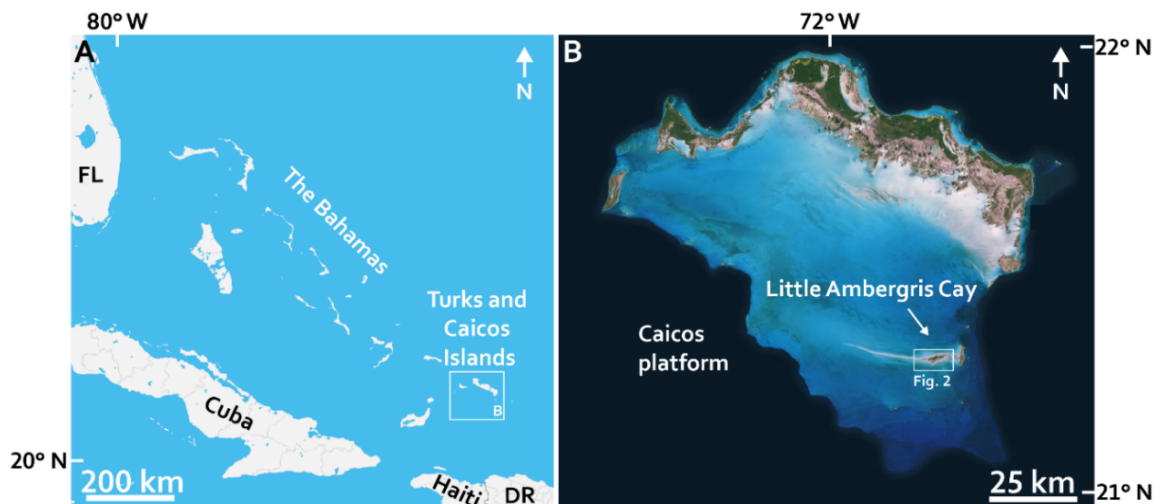 80° W
72° W
A
N
FL
The Bahamas
Turks and
Caicos
Islands
B
Cuba
20° N
200 km
Haiti
DR
B
N
22° N
Little Ambergris Cay
Caicos
platform
Fig. 2
25 km
21° N